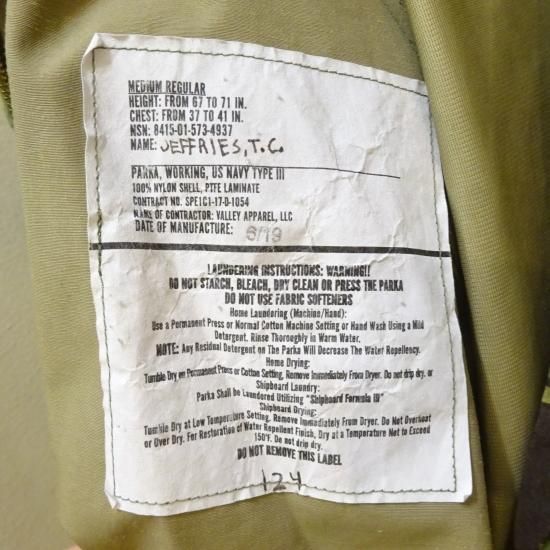 MEDIUM REGULAR
HEIGHT: FROM 67 TO 71 IN.
CHEST: FROM 37 TO 41 IN.
NSN: 8415-01-573-4937
NAME: JEFFRIES, T.C.
PARKA, WORKING, US NAVY TYPE III
100% NYLON SHELL, PTFE LAMINATE
CONTRACT NO. SPE1C1-17-D-1054
NAME OF CONTRACTOR: VALLEY APPAREL, LLC
DATE OF MANUFACTURE: 6/19
LAUNDERING INSTRUCTIONS: WARNING!!
DO NOT STARCH, BLEACH, DRY CLEAN OR PRESS THE PARKA
DO NOT USE FABRIC SOFTENERS
Home Laundering (Machine/Hand):
Use a Permanent Press or Normal Cotton Machine Setting or Hand Wash Using a Mild
Detergent. Rinse Thoroughly in Warm Water.
NOTE: Any Residual Detergent on The Parka Will Decrease The Water Repellency.
Home Drying:
Tumble Dry on Permanent Press or Cotton Setting, Remove Immediately From Dryer. Do not drip dry. or
Shipboard Laundry:
Parka Shall be Laundered Utilizing "Shipboard Formula III"
Shipboard Drying:
Tumble Dry at Low Temperature Setting. Remove Immediately From Dryer. Do Not Overheat
or Over Dry. For Restoration of Water Repellent Finish, Dry at a Temperature Not to Exceed
150°F. Do not drip dry.
DO NOT REMOVE THIS LABEL
124